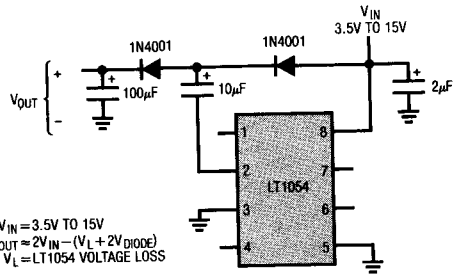 VIN
3.5V TO 15V
1N4001
1N4001
+
+
+
+
VOUT
100μF
10μF
2μF
−
1
8
2
7
LT1054
3
6
4
5
VIN = 3.5V TO 15V
OUT ≈ 2VIN − (VL + 2VDIODE)
VL = LT1054 VOLTAGE LOSS